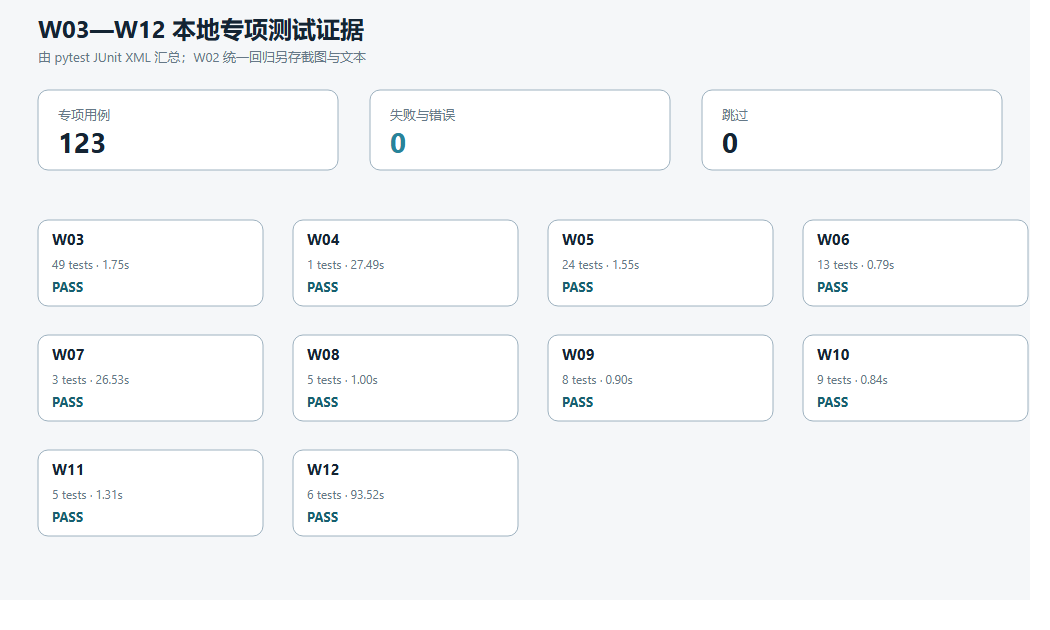 W03—W12 本地专项测试证据
由 pytest JUnit XML 汇总；W02 统一回归另存截图与文本
专项用例
123
失败与错误
0
跳过
0
W03
49 tests · 1.75s
PASS
W04
1 tests · 27.49s
PASS
W05
24 tests · 1.55s
PASS
W06
13 tests · 0.79s
PASS
W07
3 tests · 26.53s
PASS
W08
5 tests · 1.00s
PASS
W09
8 tests · 0.90s
PASS
W10
9 tests · 0.84s
PASS
W11
5 tests · 1.31s
PASS
W12
6 tests · 93.52s
PASS